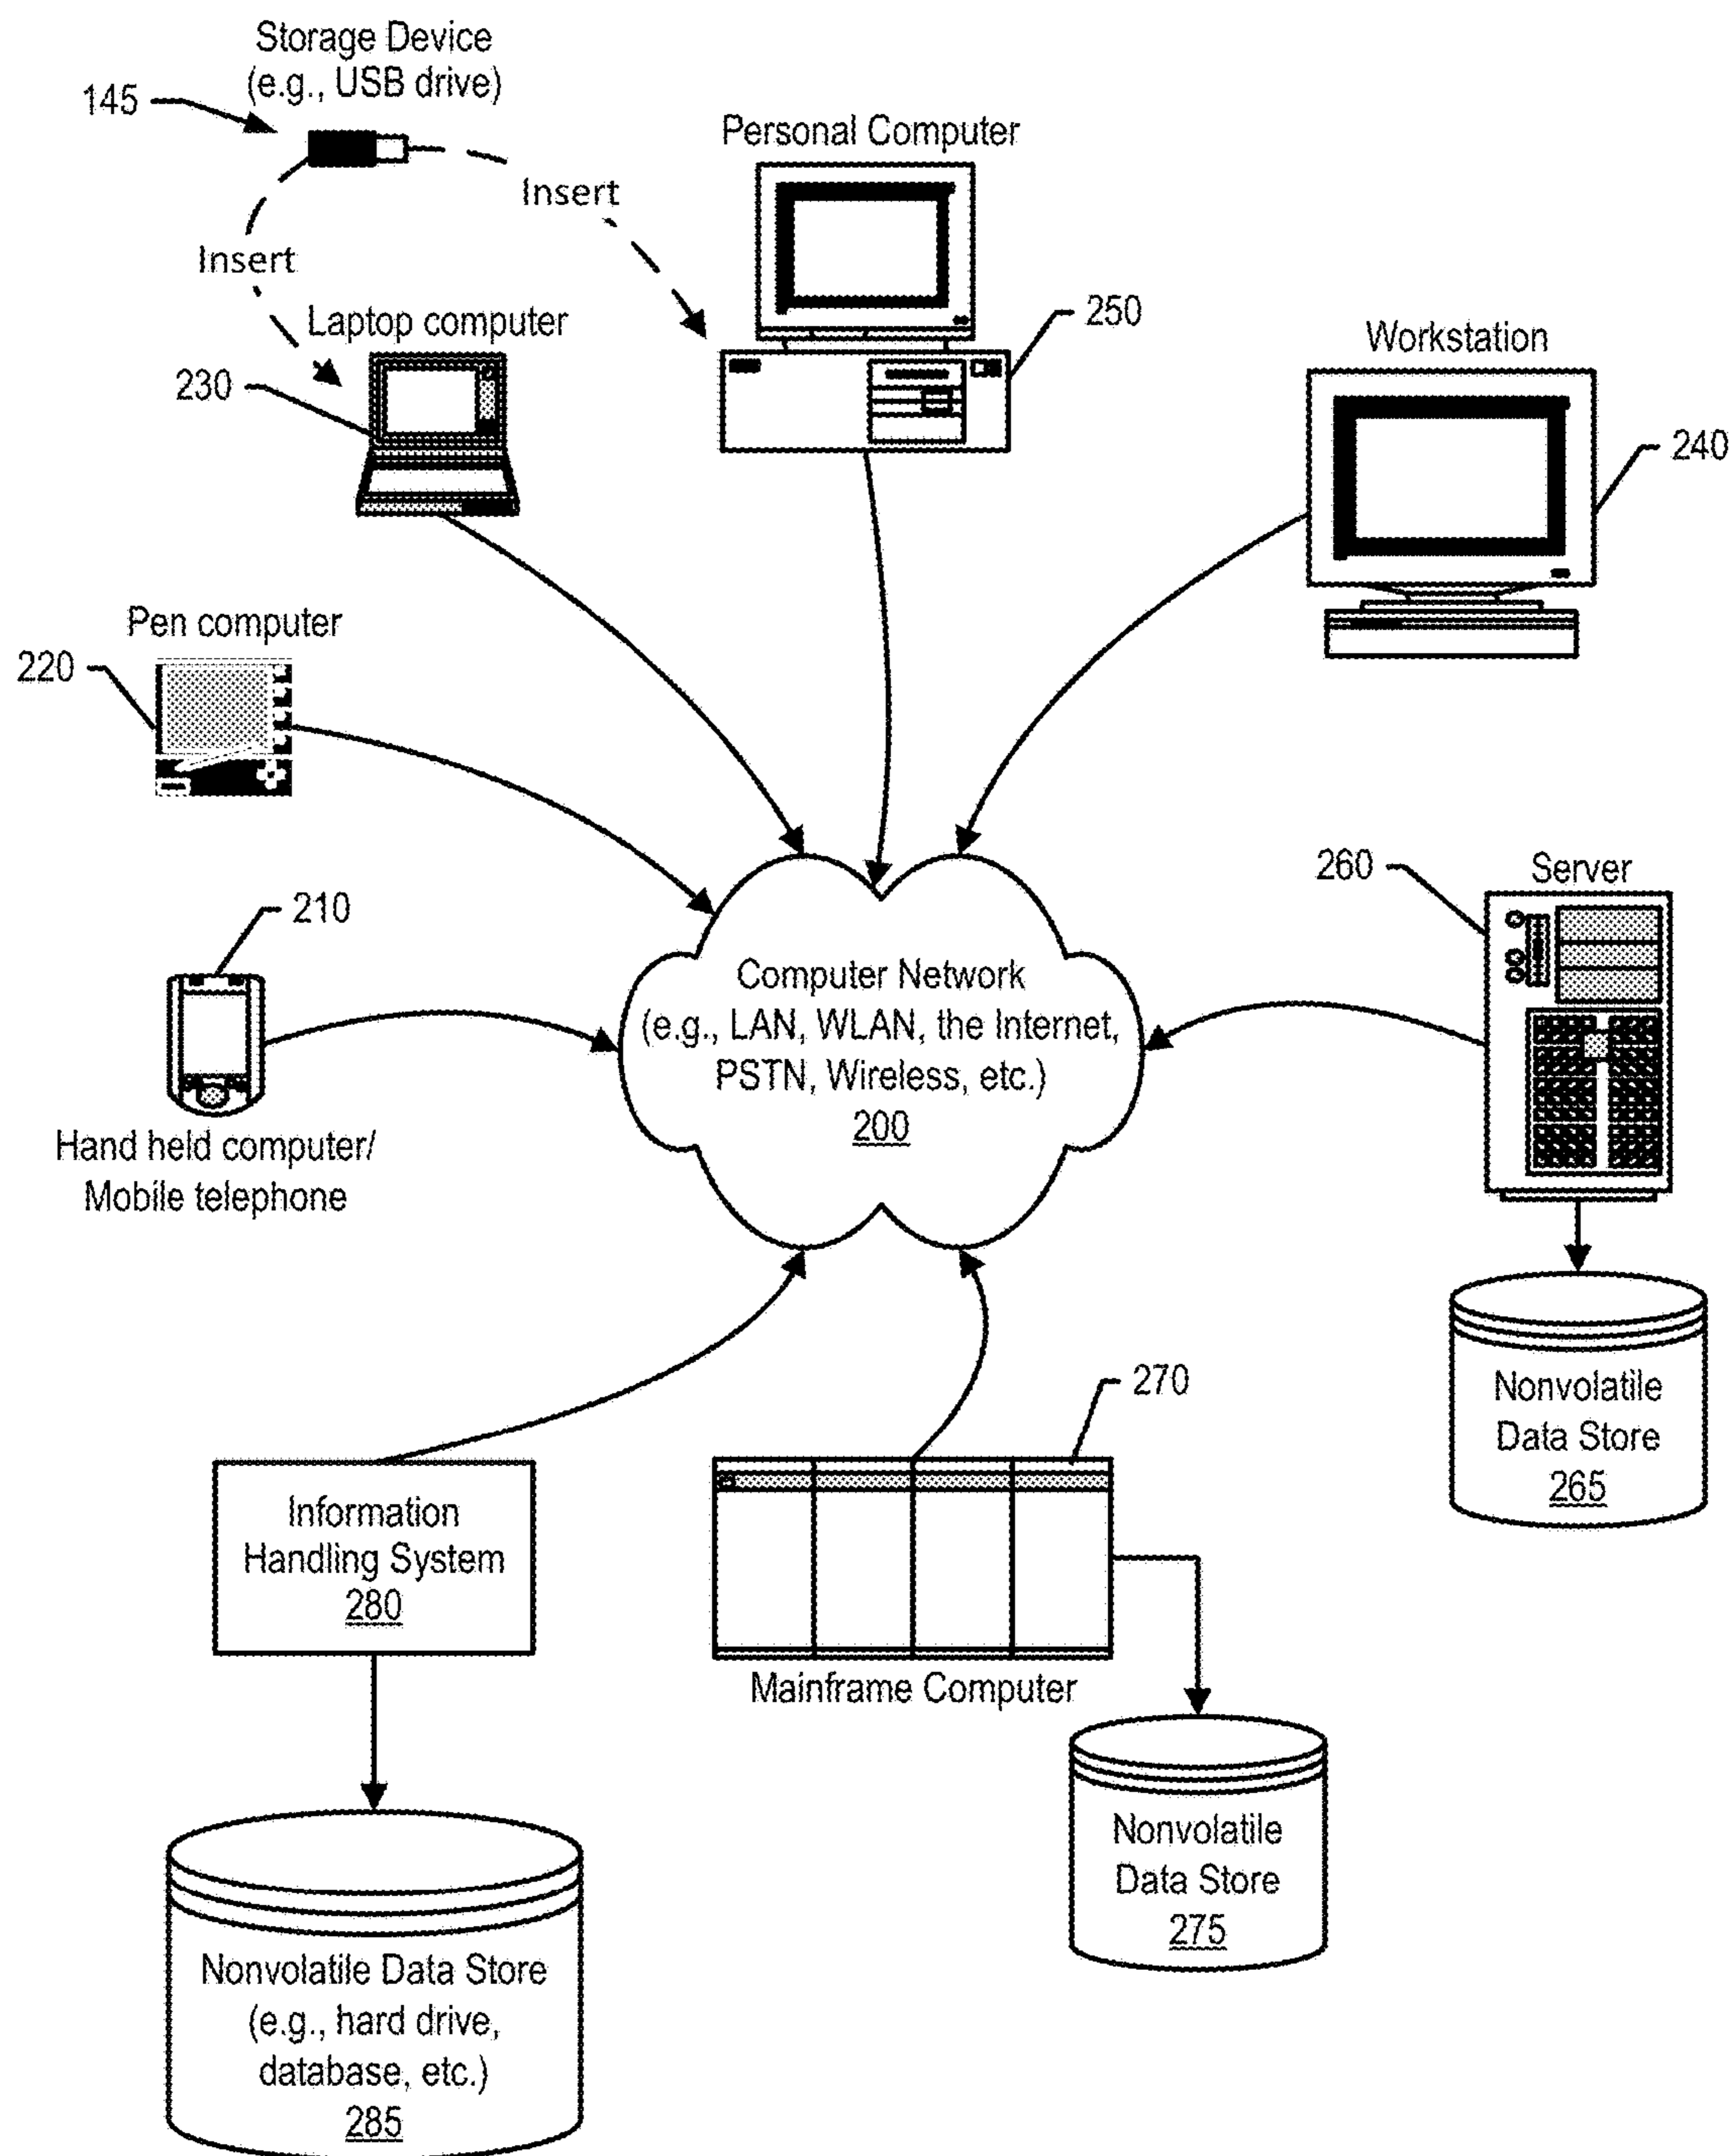 Storage Device
(e.g., USB drive)
145
Personal Computer
Insert
Insert
Laptop computer
250
Workstation
230
240
Pen computer
220
260
Server
210
Computer Network
(e.g., LAN, WLAN, the Internet,
PSTN, Wireless, etc.)
200
Hand held computer/
Mobile telephone
270
Nonvolatile
Data Store
265
Information
Handling System
280
Mainframe Computer
Nonvolatile
Data Store
275
Nonvolatile Data Store
(e.g., hard drive,
database, etc.)
285